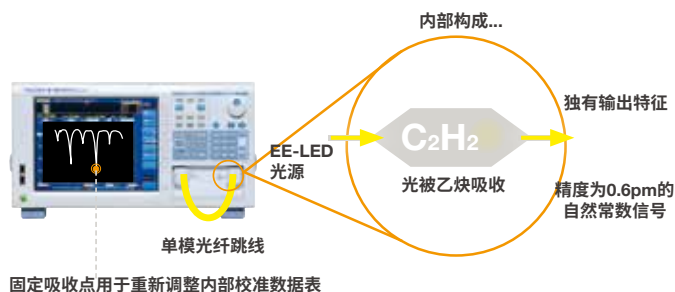 内部构成...
独有输出特征
C₂H₂
EE-LED
光源
光被乙炔吸收
精度为0.6pm的
自然常数信号
单模光纤跳线
固定吸收点用于重新调整内部校准数据表